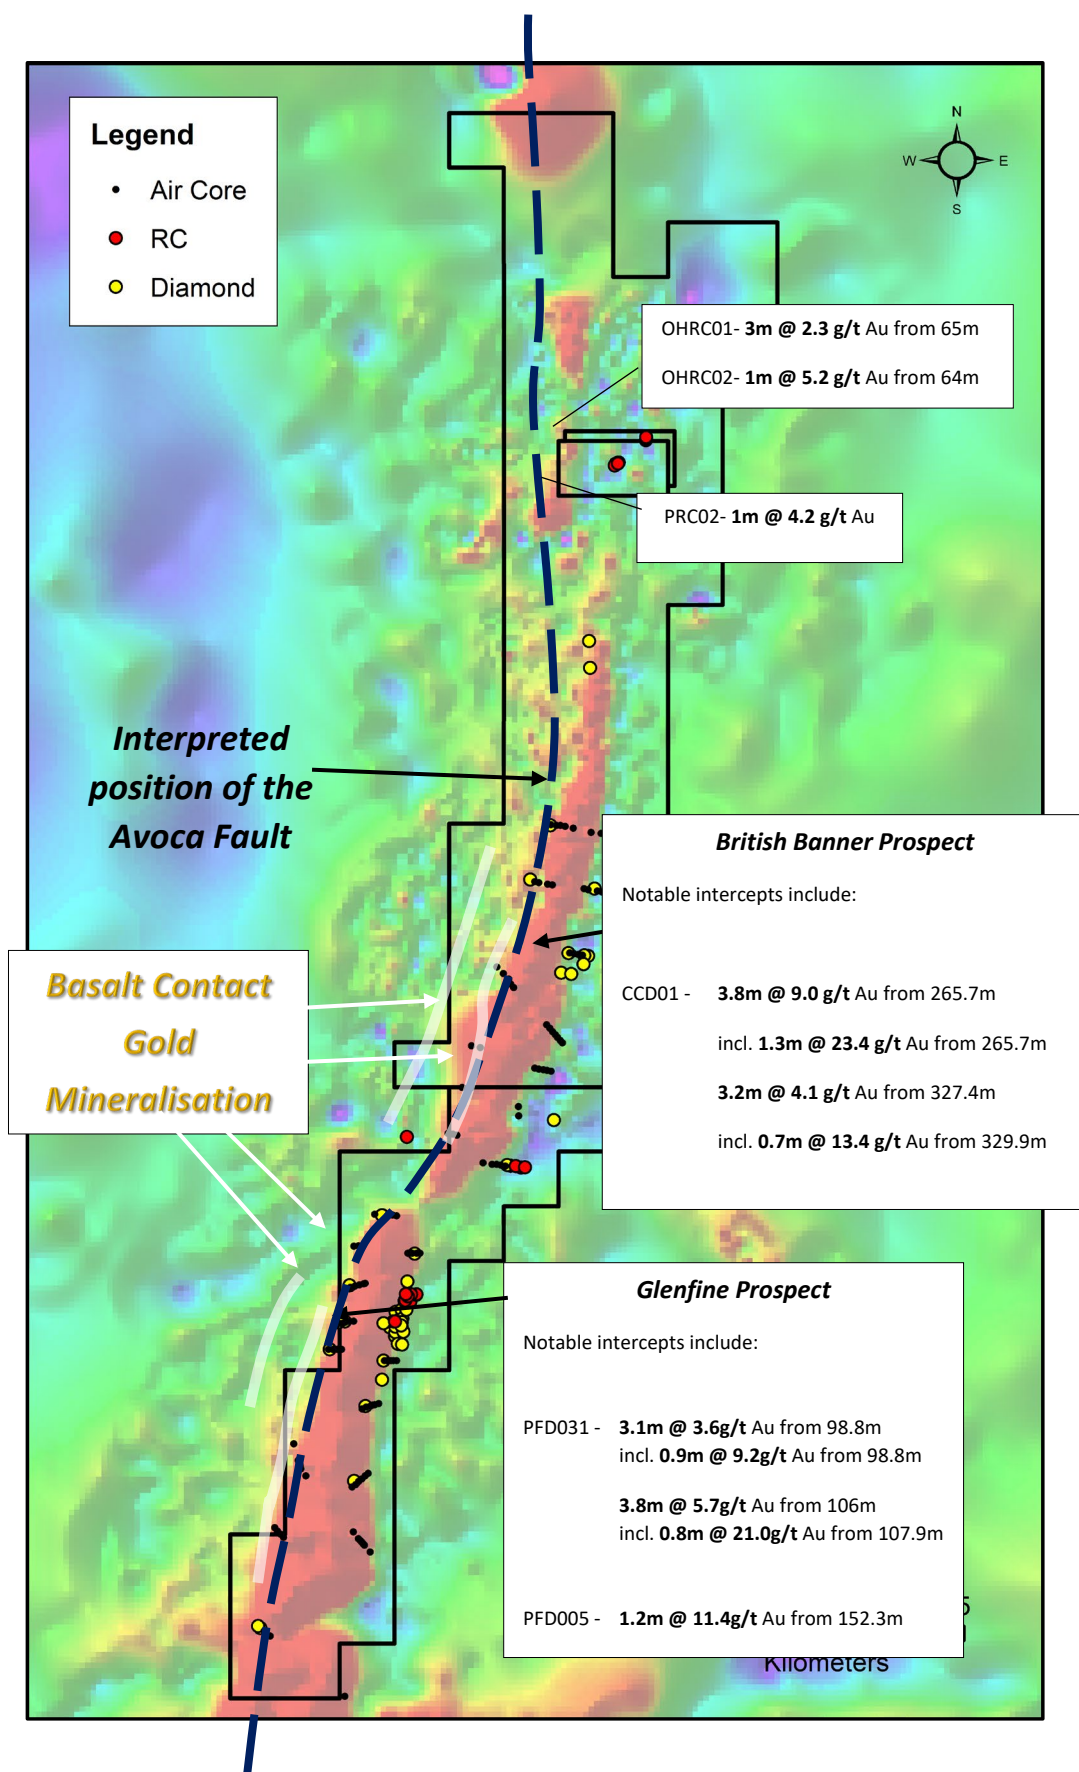 Legend
Air Core
RC
Diamond
N
W
E
S
OHRC01- 3m @ 2.3 g/t Au from 65m
OHRC02- 1m @ 5.2 g/t Au from 64m
PRC02- 1m @ 4.2 g/t Au
Interpreted
position of the
Avoca Fault
British Banner Prospect
Notable intercepts include:
CCD01 - 3.8m @ 9.0 g/t Au from 265.7m
incl. 1.3m @ 23.4 g/t Au from 265.7m
3.2m @ 4.1 g/t Au from 327.4m
incl. 0.7m @ 13.4 g/t Au from 329.9m
Basalt Contact
Gold
Mineralisation
Glenfine Prospect
Notable intercepts include:
PFD031 - 3.1m @ 3.6g/t Au from 98.8m
incl. 0.9m @ 9.2g/t Au from 98.8m
3.8m @ 5.7g/t Au from 106m
incl. 0.8m @ 21.0g/t Au from 107.9m
PFD005 - 1.2m @ 11.4g/t Au from 152.3m
Kilometers